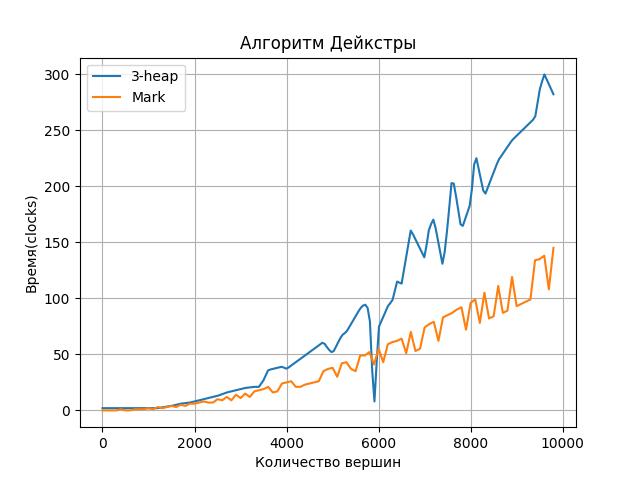 Алгоритм Дейкстры
3-heap
Mark
300
250
200
150
100
50
0
Время(clocks)
0 2000 4000 6000 8000 10000
Количество вершин